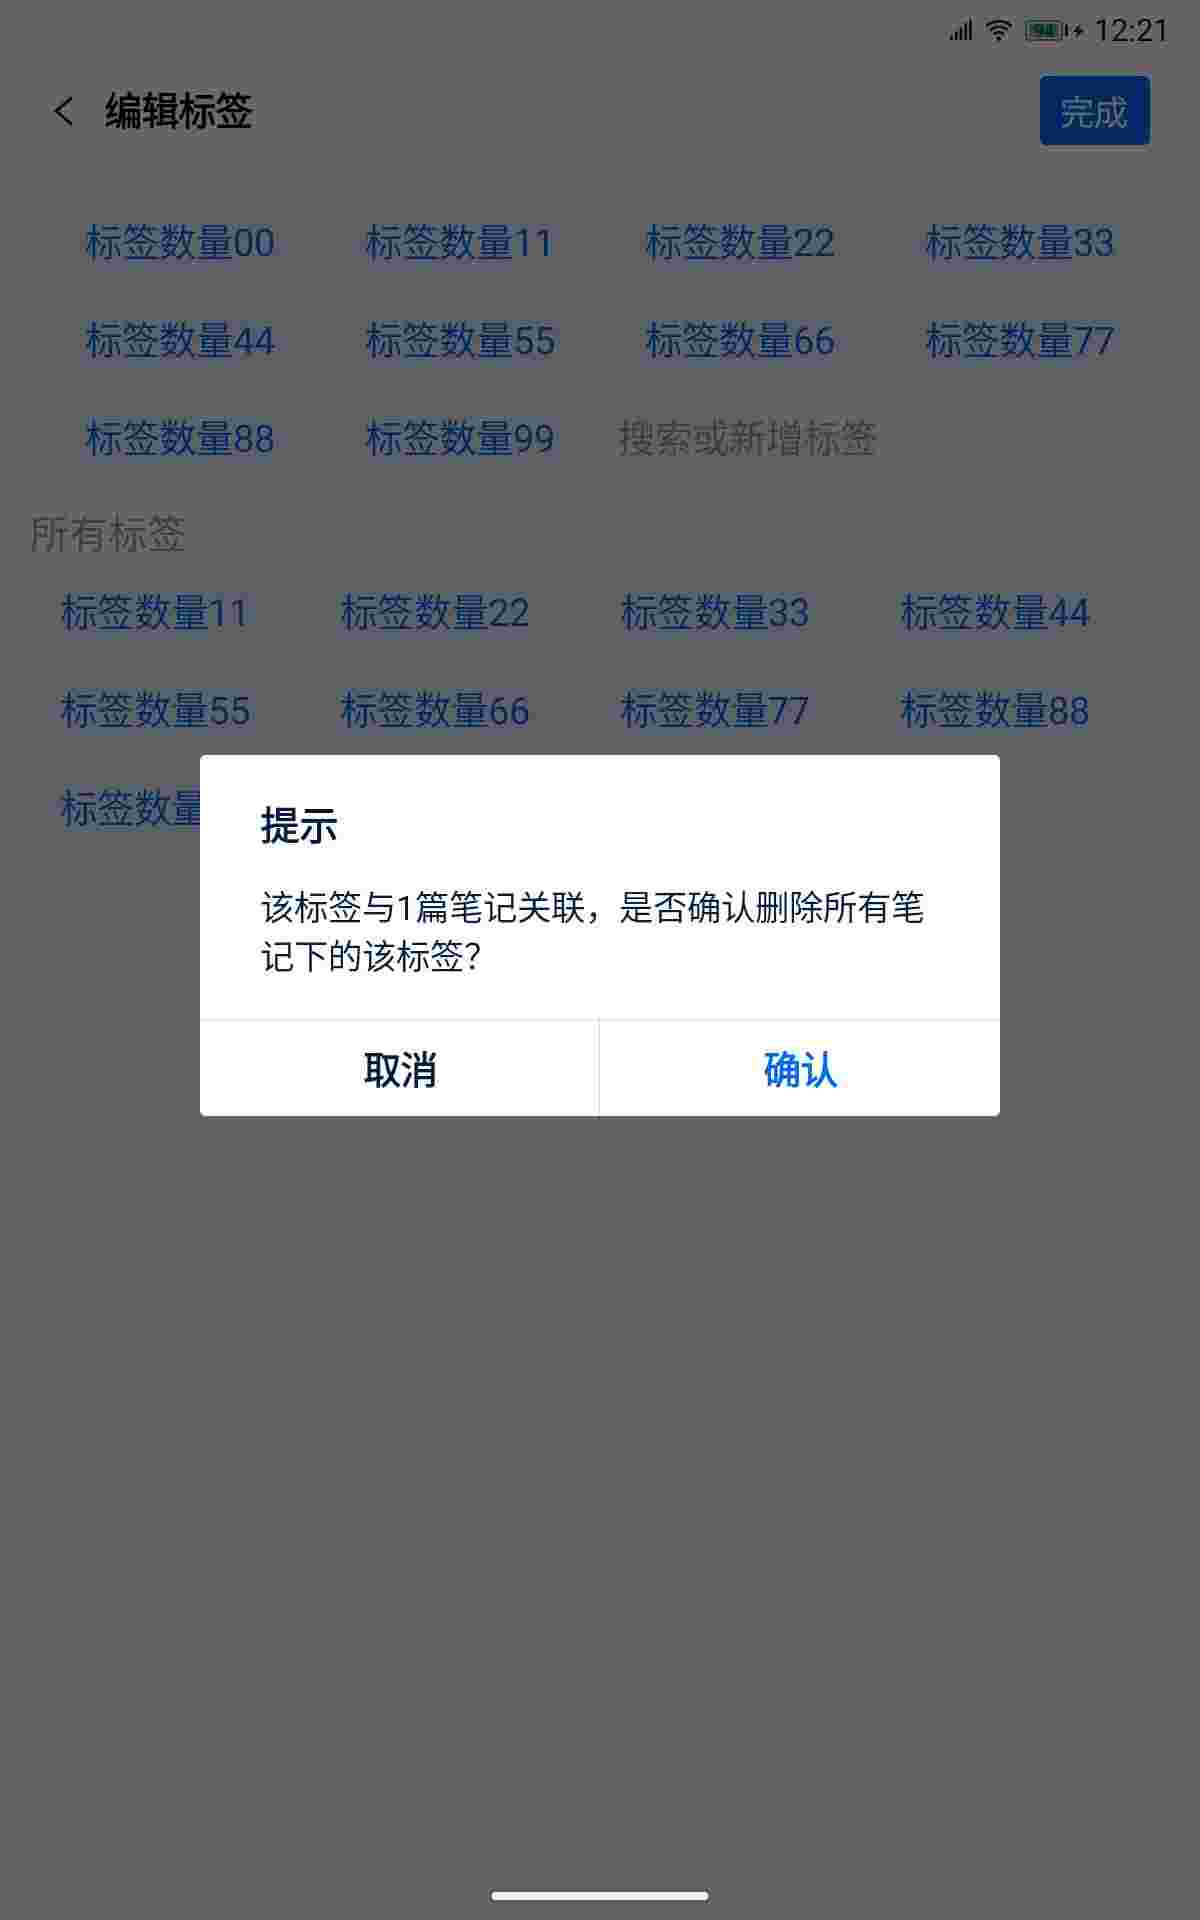 94 12:21
编辑标签 完成
标签数量00 标签数量11 标签数量22 标签数量33
标签数量44 标签数量55 标签数量66 标签数量77
标签数量88 标签数量99 搜索或新增标签
所有标签
标签数量11 标签数量22 标签数量33 标签数量44
标签数量55 标签数量66 标签数量77 标签数量88
标签数量
提示
该标签与1篇笔记关联，是否确认删除所有笔
记下的该标签？
取消 确认